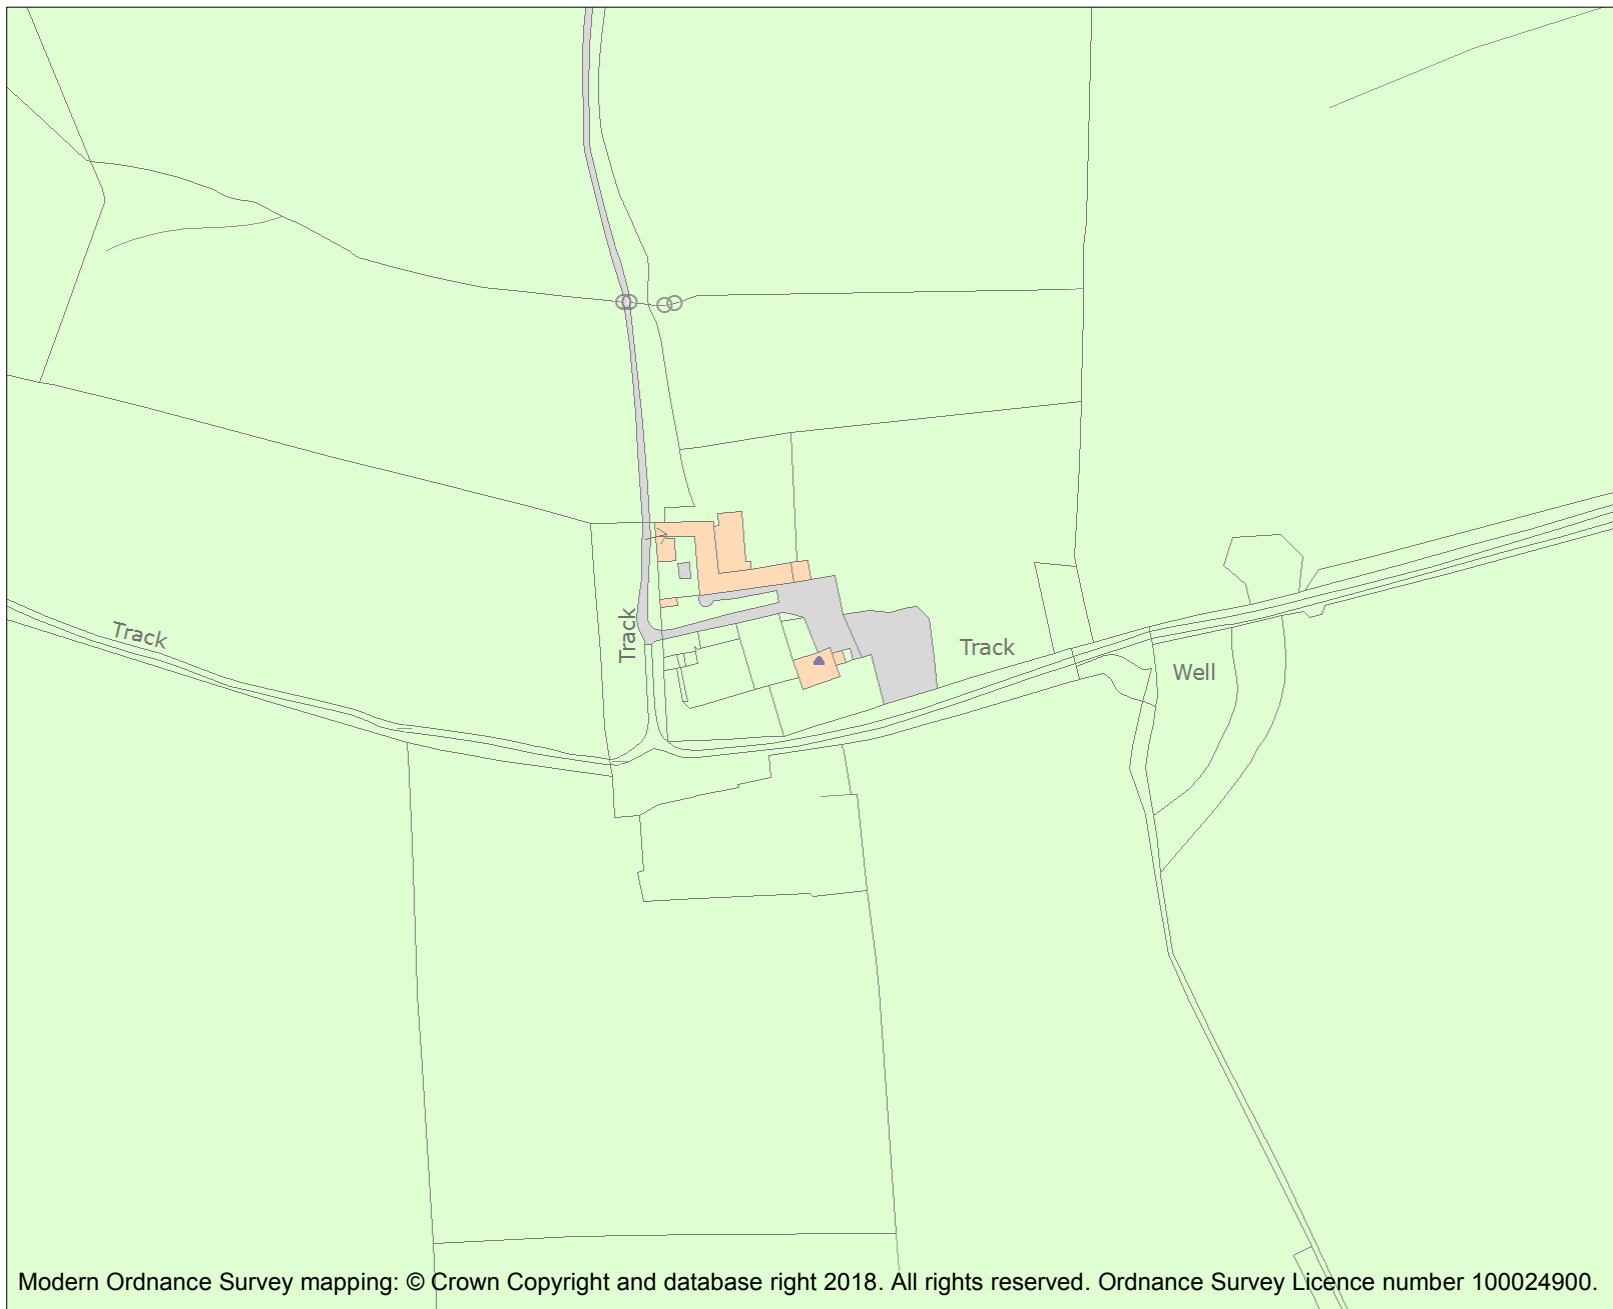 Track
Track
Track
Well
Modern Ordnance Survey mapping: © Crown Copyright and database right 2018. All rights reserved. Ordnance Survey Licence number 100024900.